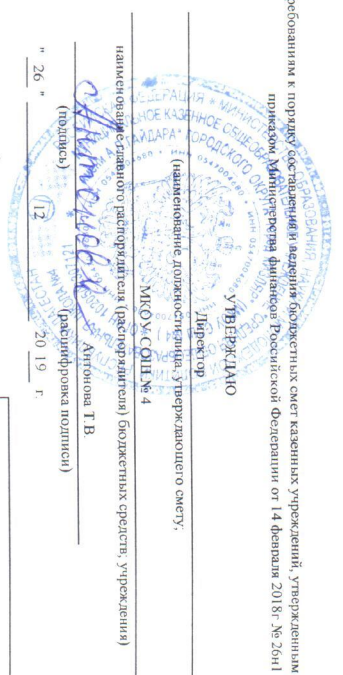 ребованиям к порядку составления и ведения бюджетных смет казенных учреждений, утвержденным
приказом Министерства финансов Российской Федерации от 14 февраля 2018г № 26н1
УТВЕРЖДАЮ
Директор
(наименование должности лица, утверждающего смету;
МКОУ СОШ № 4
наименование главного распорядителя (распорядителя) бюджетных средств; учреждения)
Антонова Т.В
(подпись) (расшифровка подписи)
" 26 " 12 20 19 г.